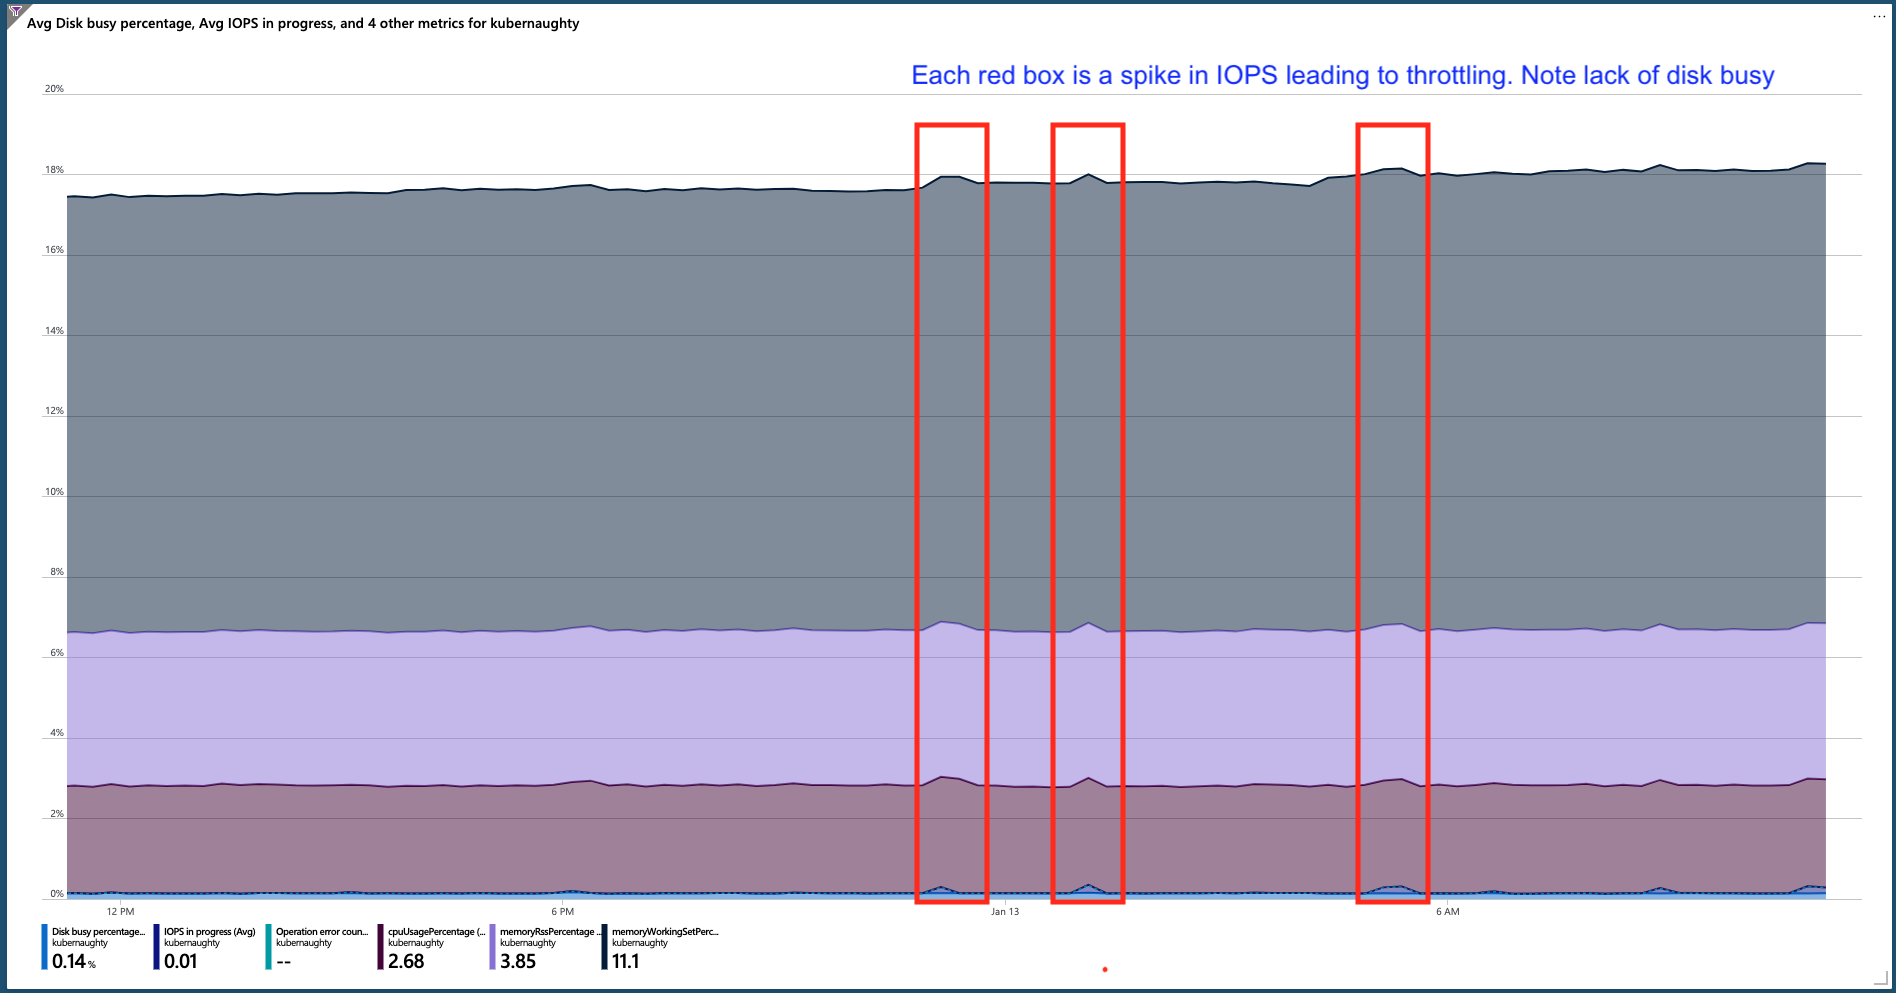 Avg Disk busy percentage, Avg IOPS in progress, and 4 other metrics for kubernaughty
Each red box is a spike in IOPS leading to throttling. Note lack of disk busy
20%
18%
16%
14%
12%
10%
8%
6%
4%
2%
0%
12 PM
6 PM
Jan 13
6 AM
Disk busy percentage...
kubernaughty
0.14 %
IOPS in progress (Avg)
kubernaughty
0.01
Operation error coun...
kubernaughty
--
cpuUsagePercentage (...
kubernaughty
2.68
memoryRssPercentage ...
kubernaughty
3.85
memoryWorkingSetPerc...
kubernaughty
11.1